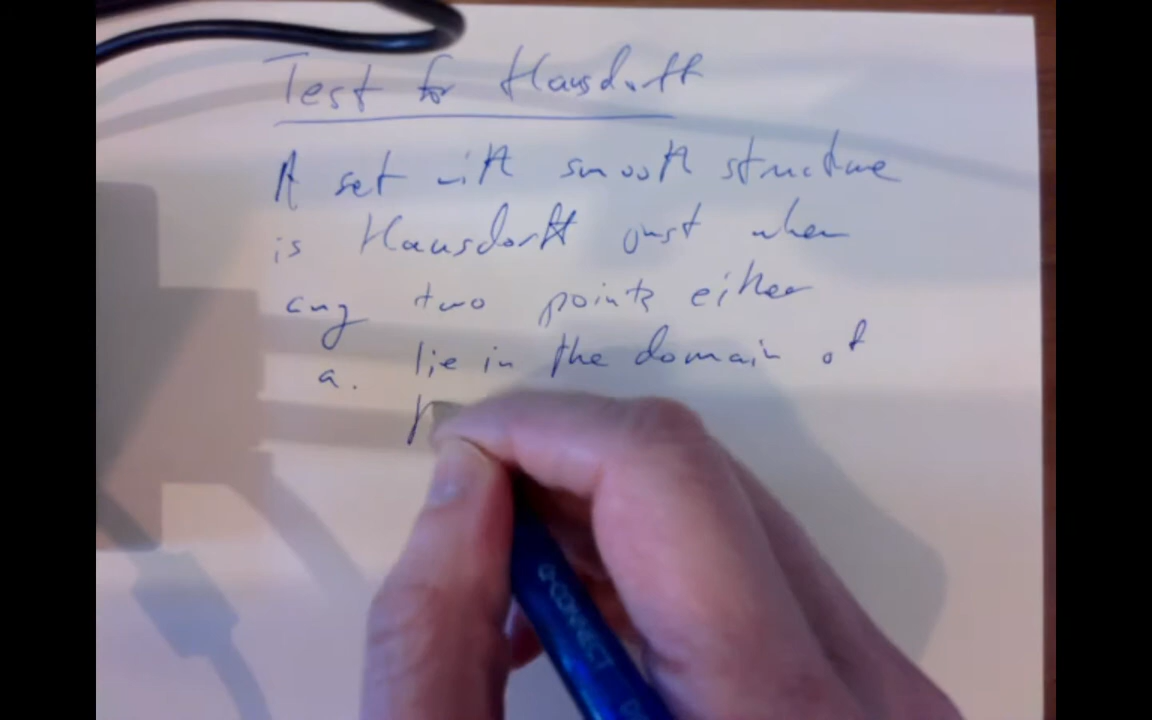 Test for Hausdorff
A set with smooth structure
is Hausdorff just when
any two points either
a. lie in the domain of
Q-CONNECT